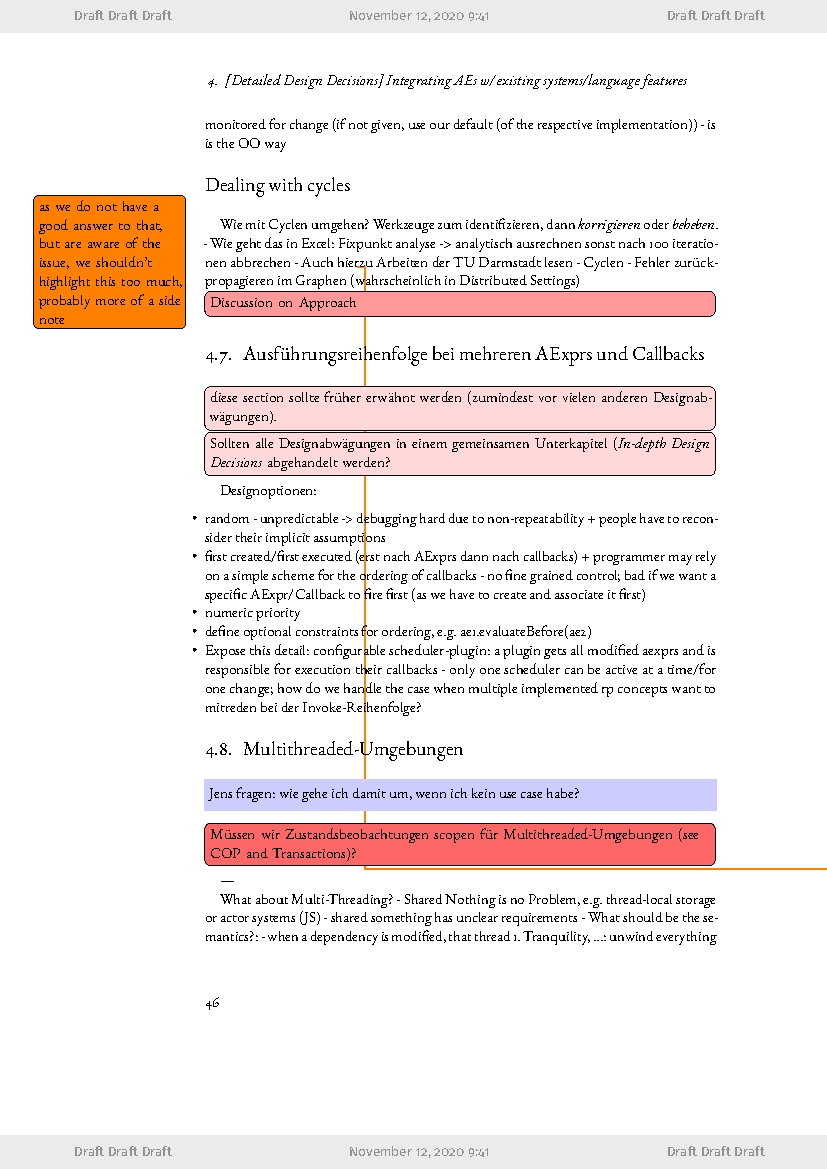 Draft Draft Draft November 12, 2020 9:41 Draft Draft Draft
4. [Detailed Design Decisions] Integrating AEs w/ existing systems/language features
monitored for change (if not given, use our default (of the respective implementation)) - is
is the OO way
Dealing with cycles
as we do not have a
good answer to that,
but are aware of the
issue, we shouldn't
highlight this too much,
probably more of a side
note
Wie mit Cyclen umgehen? Werkzeuge zum identifizieren, dann korrigieren oder beheben.
- Wie geht das in Excel: Fixpunkt analyse -> analytisch ausrechnen sonst nach 100 iteratio-
nen abbrechen - Auch hierzu Arbeiten der TU Darmstadt lesen - Cyclen - Fehler zurück-
propagieren im Graphen (wahrscheinlich in Distributed Settings)
Discussion on Approach
4.7. Ausführungsreihenfolge bei mehreren AExprs und Callbacks
diese section sollte früher erwähnt werden (zumindest vor vielen anderen Designab-
wägungen).
Sollten alle Designabwägungen in einem gemeinsamen Unterkapitel (In-depth Design
Decisions abgehandelt werden?
Designoptionen:
• random - unpredictable -> debugging hard due to non-repeatability + people have to recon-
sider their implicit assumptions
• first created/first executed (erst nach AExprs dann nach callbacks) + programmer may rely
on a simple scheme for the ordering of callbacks - no fine grained control; bad if we want a
specific AExpr/Callback to fire first (as we have to create and associate it first)
• numeric priority
• define optional constraints for ordering, e.g. ae1.evaluateBefore(ae2)
• Expose this detail: configurable scheduler-plugin: a plugin gets all modified aexprs and is
responsible for execution their callbacks - only one scheduler can be active at a time/for
one change; how do we handle the case when multiple implemented rp concepts want to
mitreden bei der Invoke-Reihenfolge?
4.8. Multithreaded-Umgebungen
Jens fragen: wie gehe ich damit um, wenn ich kein use case habe?
Müssen wir Zustandsbeobachtungen scopen für Multithreaded-Umgebungen (see
COP and Transactions)?
—
What about Multi-Threading? - Shared Nothing is no Problem, e.g. thread-local storage
or actor systems (JS) - shared something has unclear requirements - What should be the se-
mantics?: - when a dependency is modified, that thread 1. Tranquility, ...: unwind everything
46
Draft Draft Draft November 12, 2020 9:41 Draft Draft Draft